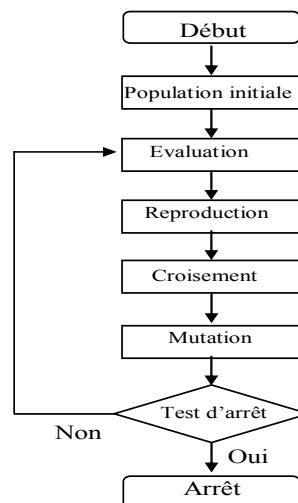 Début
Population initiale
Evaluation
Reproduction
Croisement
Mutation
Test d'arrêt
Non
Oui
Arrêt